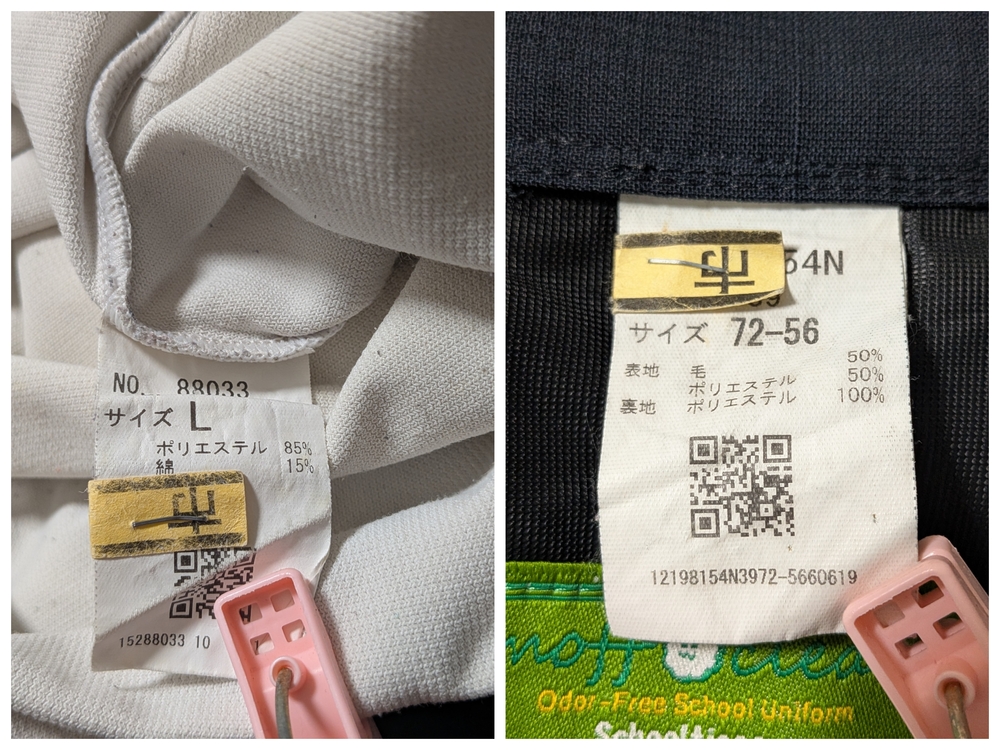 NO. 88033
サイズ L
ポリエステル 85%
綿 15%
市
15288033 10
市
54N
サイズ 72-56
表地 毛 50%
ポリエステル 50%
裏地 ポリエステル 100%
12198154N3972-5660619
Odor-Free School Uniform